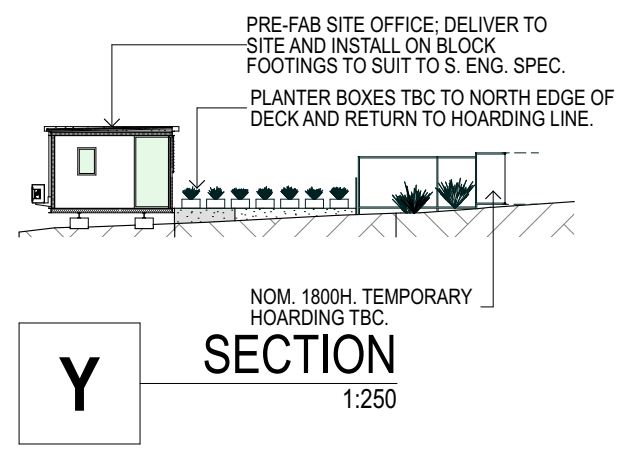 PRE-FAB SITE OFFICE; DELIVER TO
SITE AND INSTALL ON BLOCK
FOOTINGS TO SUIT TO S. ENG. SPEC.
PLANTER BOXES TBC TO NORTH EDGE OF
DECK AND RETURN TO HOARDING LINE.
NOM. 1800H. TEMPORARY
HOARDING TBC.
Y
SECTION
1:250